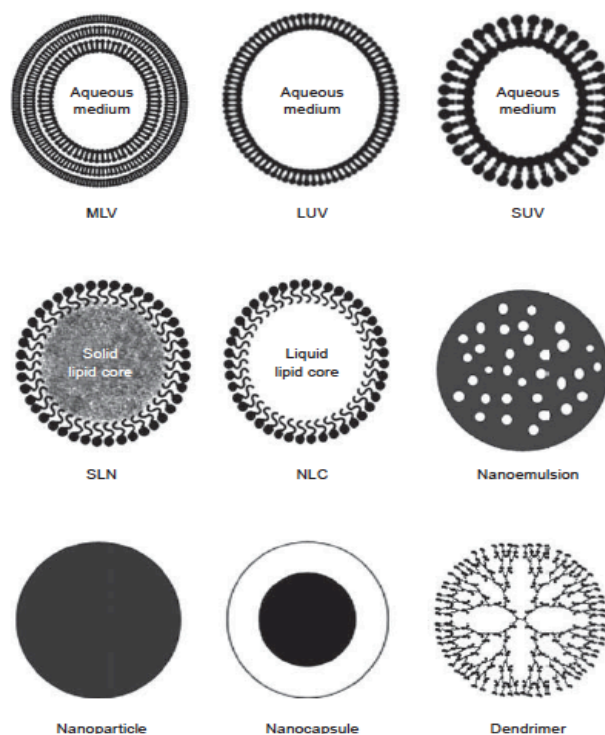 Aqueous
medium
Aqueous
medium
Aqueous
medium
MLV
LUV
SUV
Solid
lipid core
Liquid
lipid core
SLN
NLC
Nanoemulsion
Nanoparticle
Nanocapsule
Dendrimer